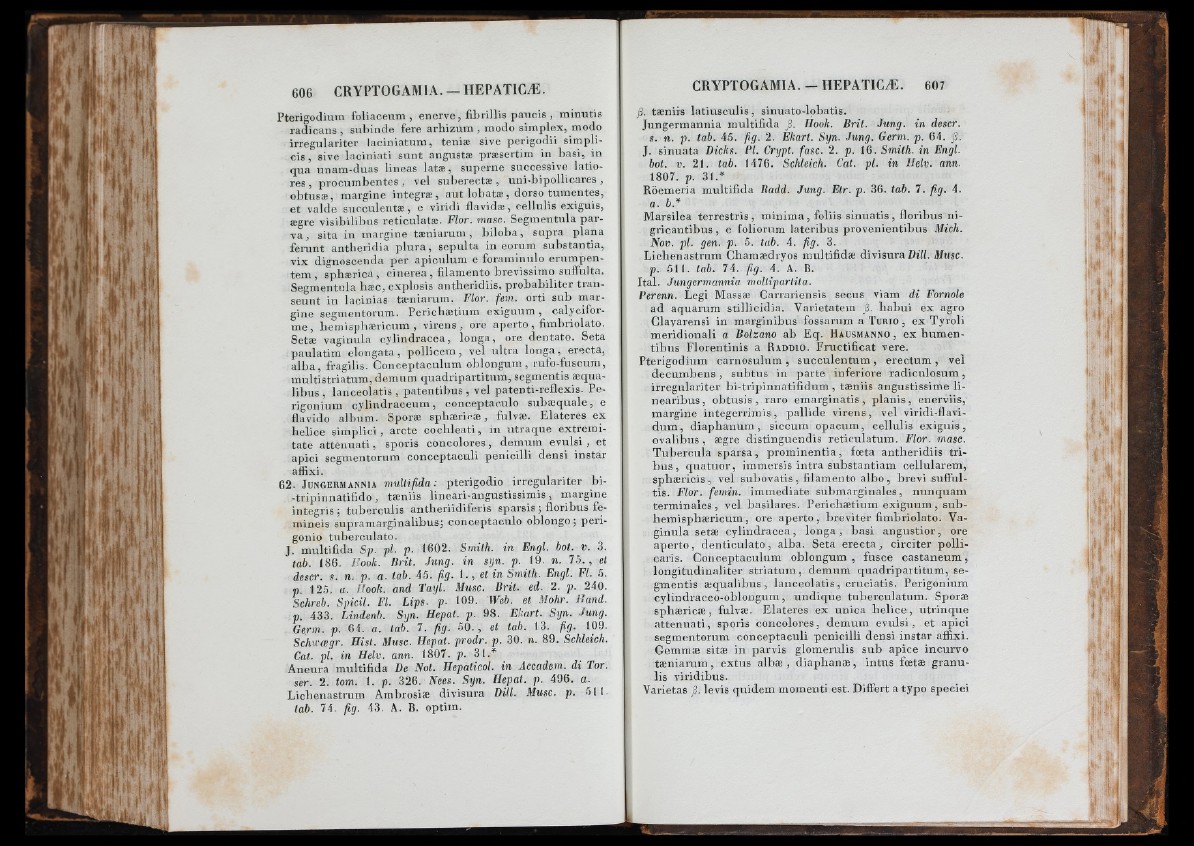 606 CRYPTOGAMIA. — HEPATICÆ.
Pterigodium foliaceum, enerve, fibrillis paucis, minutis
radicans, subinde fere arhizum, modo simplex, modo
irregulariter laciniatum, teniæ sive perigodii simpli-
cis, sive laciniati sunt angustæ præsertim in basi, in
qua unam-duas lineas latæ, superne successive latio-
res, procumbentes, vel suberectæ, uni-bipollicares,
obtusæ, margine integræ, aut lobatæ, dorso tumentes,
et valde succulentæ, e viridi flavidæ, cellulis exiguis,
ægre visibilibus reticulatæ. Flor. masc. Segmentula par-
va, sita in margine tæniarum, biloba, supra plana
ferunt antheridia plura, sepulta in eorum substantia,
vix dignoscenda per apiculum e foraminulo erumpen-
tem, sphærica, cinerea, filamento brevissimo suffulta.
Segmentula hæc, explosis antheridiis, probabiliter tran-
seunt in lacinias tæniarum. Flor. fem. orti sub mar-
gine segmentorum. Perichætium exiguum, calycifor-
me, hemisphæricum, virens, ore aperto, fimbriolato.
Setæ vaginula cylindracea, longa, ore dentato. Seta
paulatim elongata, pollicem, vel ultra longa, erecta,
alba, fragilis. Conceptaculum oblongum, rufo-fuscum,
multistriatum, demum quadripartitum, segmentis æqua-
libus, lanceolatis, patentibus, vel patenti-reflexis. Pe-
rigonium cylindraceum, conceptaculo subæquale, e
flavido album. Sporæ sphæricæ, fulvæ. Elateres ex
helice simplici, arcte cochleati, in utraque extremi-
tate attenuati, sporis concolores, demum evulsi, et
apici segmentorum conceptaculi penicilli densi instar
affixi.
62. JUNGERMANNIA multifida: pterigodio irregulariter bi-
-tripinnatifido, tæniis lineari-angustissimis, margine
integris; tuberculis antheridiiferis sparsis; floribus fe-
mineis supramarginalibus; conceptaculo oblongo; peri-
gonio tuberculato.
J. multifida Sp. pl. p. 1602. Smith. in Engl. bot. v. 3.
tab. 186. Hook. Brit. Jung. in syn. p. 19. n. 75., et
descr. s. n. p. a. tab. 45. fig. 1., et in Smith. Engl. Fl. 5.
p. 125. a. Hook. and Tayl. Musc. Brit. ed. 2. p. 240.
Schreb. Spicil. Fl. Lips. p. 109. Web. et Mohr. Hand.
p. 433. Lindenb. Syn. Hepat. p. 98. Ekart. Syn. Jung.
Germ. p. 64. a. tab. 7. fig. 50., et tab. 13. fig. 109.
Schwægr. Hist. Musc. Hepat. prodr. p. 30. n. 89. Schleich.
Cat. pl. in Helv. ann. 1807. p. 31.*
Aneura multifida De Not. Hepaticol. in Accadem. di Tor.
ser. 2. tom. 1. p. 326. Nees. Syn. Hepat. p. 496. a.
Lichenastrum Ambrosiæ divisura Dill. Musc. p. 511.
tab. 74. fig. 43. A. B. optim.
CRYPTOGAMIA. — HEPATICÆ. 607
β. tæniis latiusculis, sinuato-lobatis.
Jungermannia multifida β. Hook. Brit. Jung. in descr.
s. n. p. tab. 45. fig. 2. Ekart. Syn. Jung. Germ. p. 64. β.
J. sinuata Dicks. Pl. Crypt. fasc. 2. p. 16. Smith. in Engl.
bot. v. 21. tab. 1476. Schleich. Cat. pl. in Helv. ann.
1807. p. 31.*
Röemeria multifida Radd. Jung. Etr. p. 36. tab. 7. fig. 4.
a. b.*
Marsilea terrestris, minima, foliis sinuatis, floribus ni-
gricantibus, e foliorum lateribus provenientibus Mich.
Nov. pl. gen. p. 5. tab. 4. fig. 3.
Lichenastrum Chamædryos multifidæ divisura Dill. Musc.
p. 511. tab. 74. fig. 4. A. B.
Ital. Jungermannia moltipartita.
Perenn. Legi Massæ Carrariensis secus viam di Fornole
ad aquarum stillicidia. Varietatem β. habui ex agro
Clavarensi in marginibus fossarum a TURIO, ex Tyroli
meridionali a Bolzano ab Eq. HAUSMANNO, ex humen-
tibus Florentinis a RADDIO. Fructificat vere.
Pterigodium carnosulum, succulentum, erectum, vel
decumbens, subtus in parte inferiore radiculosum,
irregulariter bi-tripinnatifidum, tæniis angustissime li-
nearibus, obtusis, raro emarginatis, planis, enerviis,
margine integerrimis, pallide virens, vel viridi-flavi-
dum, diaphanum, siccum opacum, cellulis exiguis,
ovalibus, ægre distinguendis reticulatum. Flor. masc.
Tubercula sparsa, prominentia, fœta antheridiis tri-
bus, quatuor, immersis intra substantiam cellularem,
sphæricis, vel subovatis, filamento albo, brevi sufful-
tis. Flor. femin. immediate submarginales, nunquam
terminales, vel basilares. Perichætium exiguum, sub-
hemisphæricum, ore aperto, breviter fimbriolato. Va-
ginula setæ cylindracea, longa, basi angustior, ore
aperto, denticulato, alba. Seta erecta, circiter polli-
caris. Conceptaculum oblongum, fusce castaneum,
longitudinaliter striatum, demum quadripartitum, se-
gmentis æqualibus, lanceolatis, cruciatis. Perigonium
cylindraceo-oblongum, undique tuberculatum. Sporæ
sphæricæ, fulvæ. Elateres ex unica helice, utrinque
attenuati, sporis concolores, demum evulsi, et apici
segmentorum conceptaculi penicilli densi instar affixi.
Gemmæ sitæ in parvis glomerulis sub apice incurvo
tæniarum, extus albæ, diaphanæ, intus fœtæ granu-
lis viridibus.
Varietas β. levis quidem momenti est. Differt a typo speciei